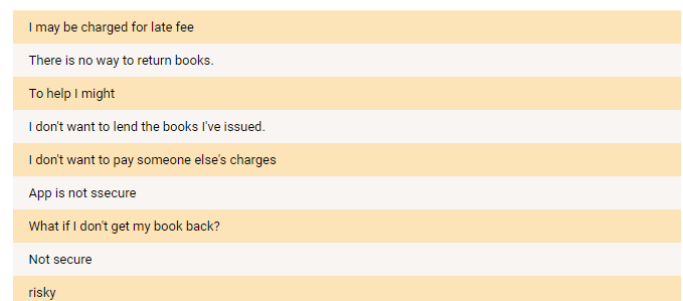 I may be charged for late fee
There is no way to return books.
To help I might
I don't want to lend the books I've issued.
I don't want to pay someone else's charges
App is not ssecure
What if I don't get my book back?
Not secure
risky